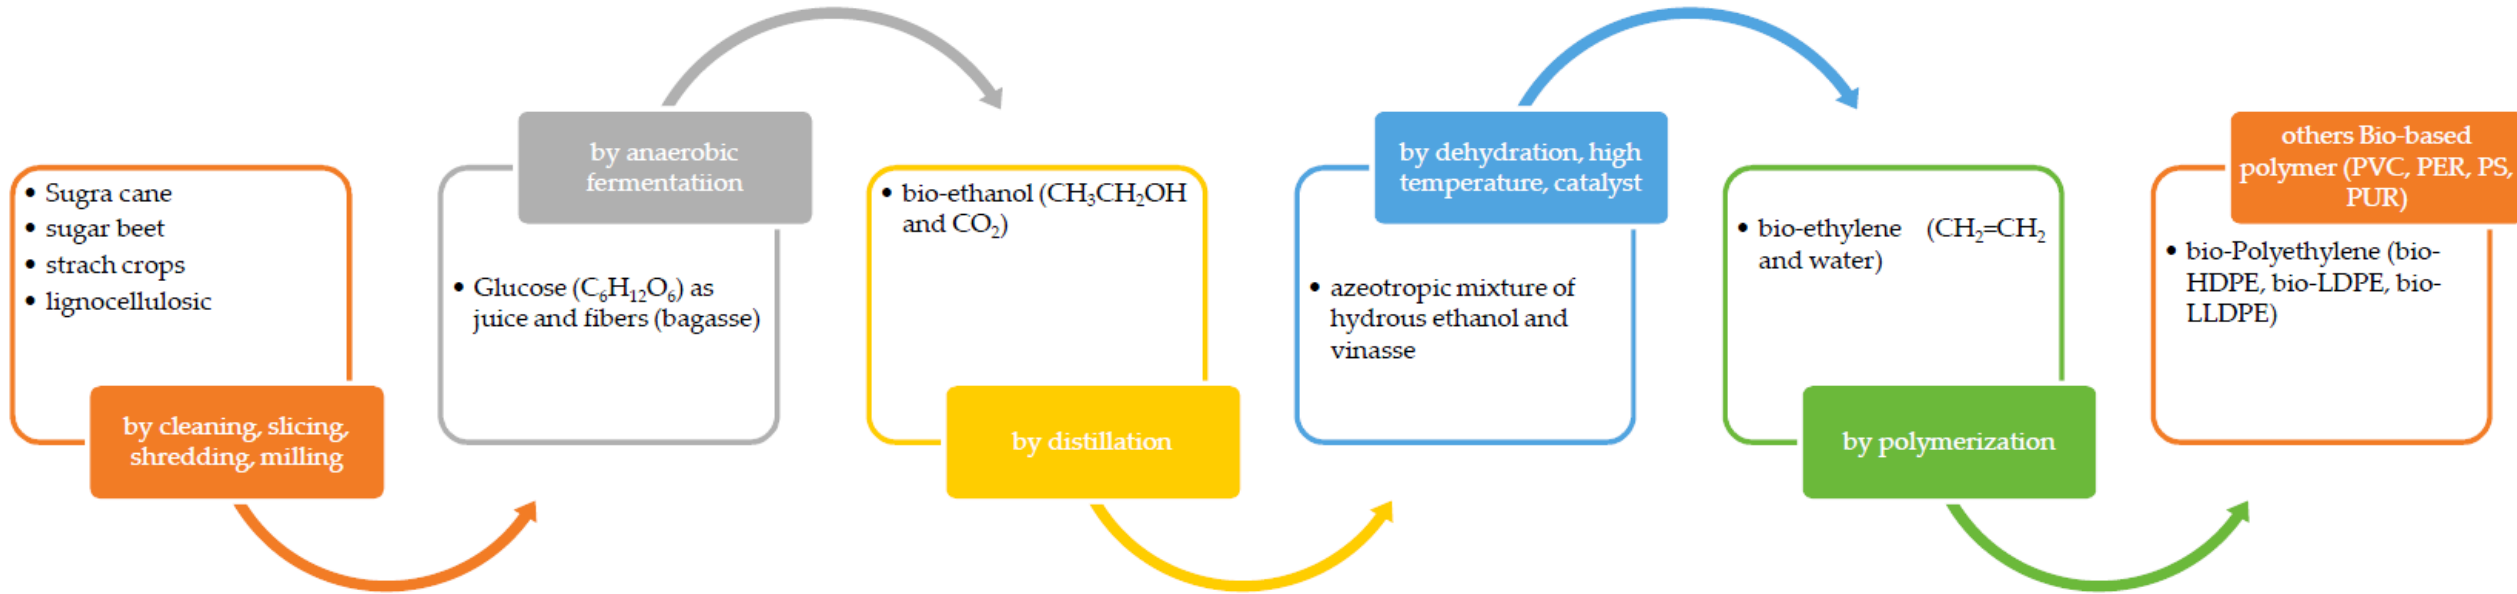 • Sugra cane
• sugar beet
• strach crops
• lignocellulosic
by cleaning, slicing,
shredding, milling
by anaerobic
fermentatiion
• Glucose (C₆H₁₂O₆) as
juice and fibers (bagasse)
• bio-ethanol (CH₃CH₂OH
and CO₂)
by distillation
by dehydration, high
temperature, catalyst
• azeotropic mixture of
hydrous ethanol and
vinasse
• bio-ethylene (CH₂=CH₂
and water)
by polymerization
others Bio-based
polymer (PVC, PER, PS,
PUR)
• bio-Polyethylene (bio-
HDPE, bio-LDPE, bio-
LLDPE)